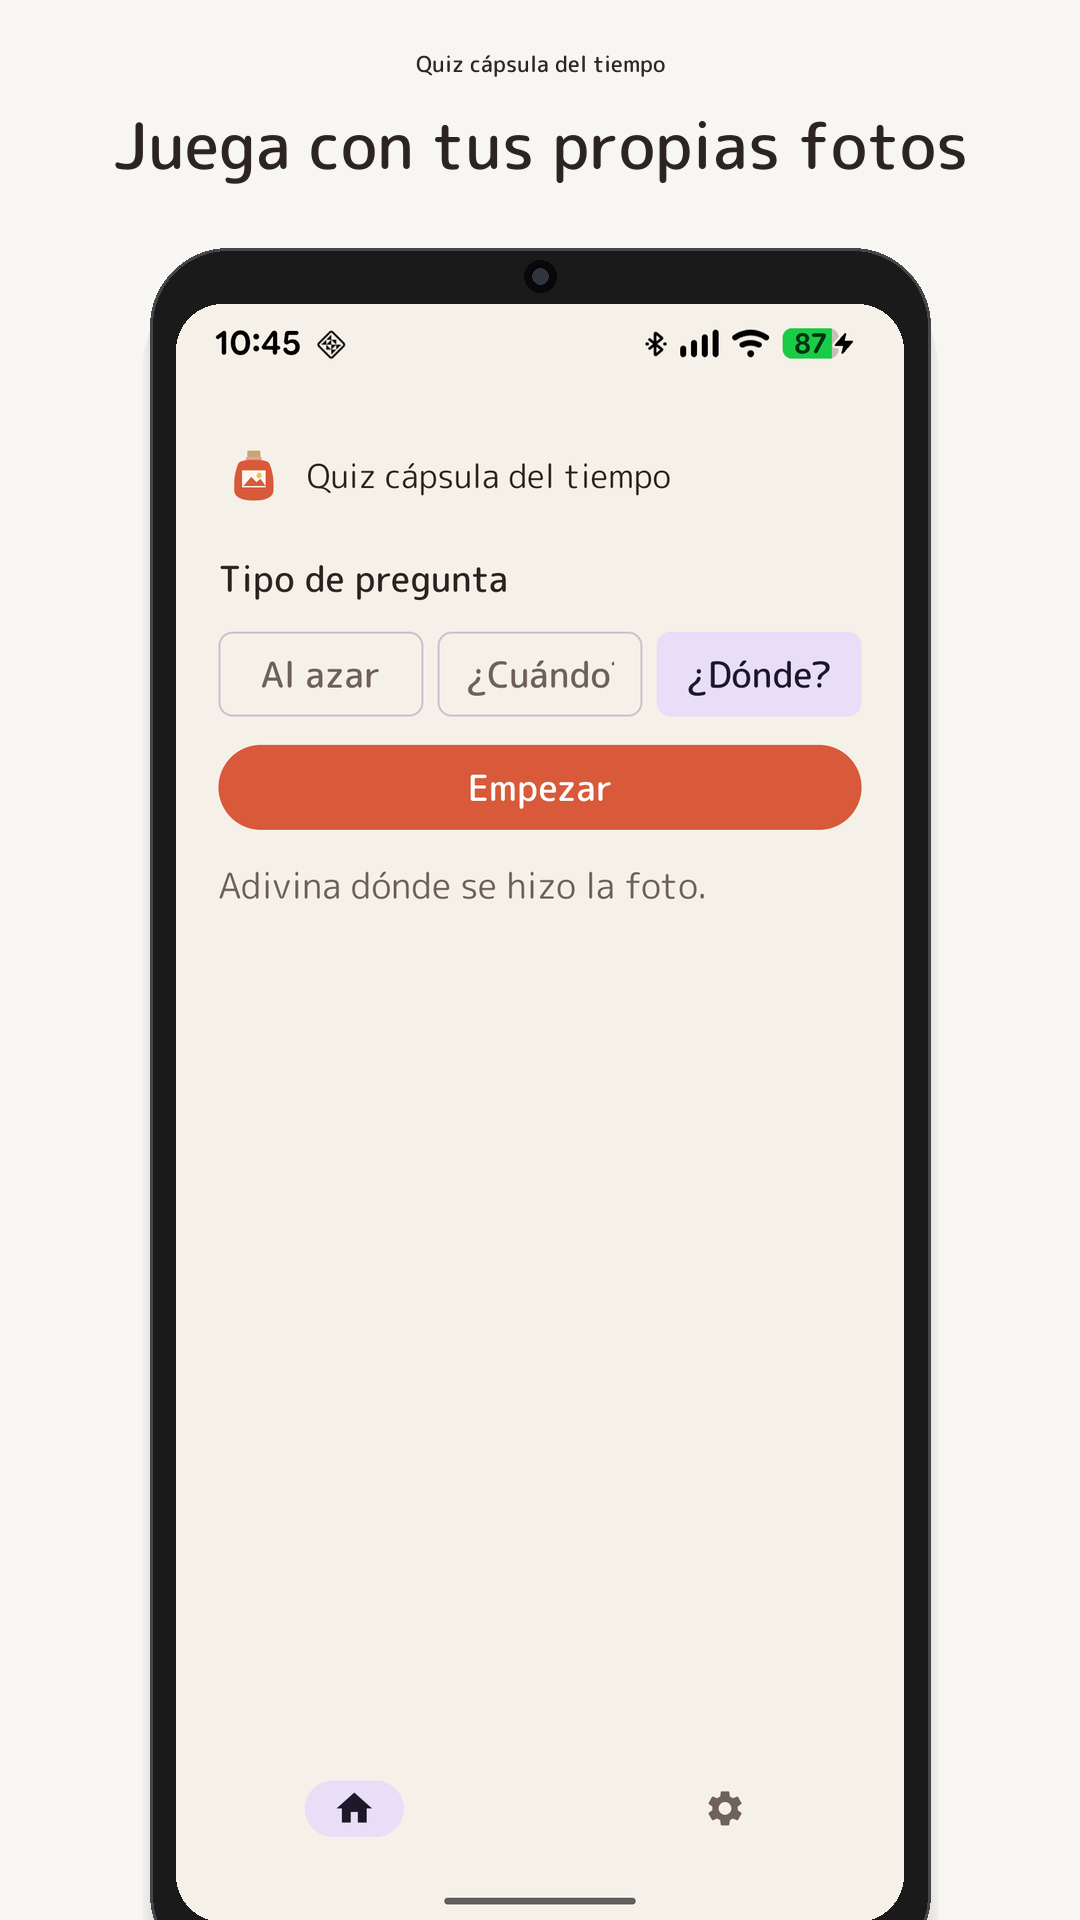 Quiz cápsula del tiempo
Juega con tus propias fotos
10:45
87
Quiz cápsula del tiempo
Tipo de pregunta
Al azar
¿Cuándo
¿Dónde?
Empezar
Adivina dónde se hizo la foto.